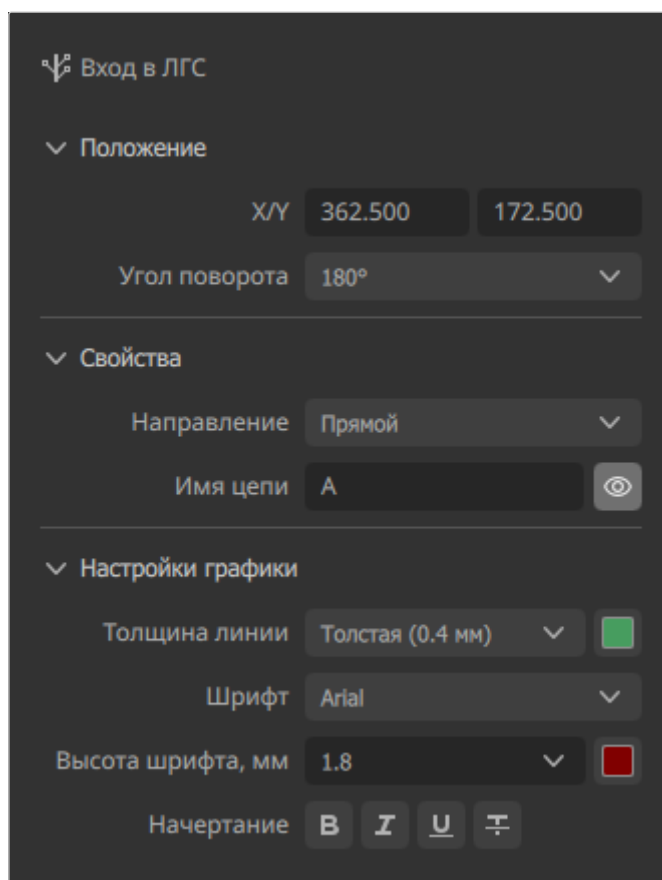 Вход в ЛГС
Положение
X/Y 362.500 172.500
Угол поворота 180°
Свойства
Направление Прямой
Имя цепи A
Настройки графики
Толщина линии Толстая (0.4 мм)
Шрифт Arial
Высота шрифта, мм 1.8
Начертание B I U T